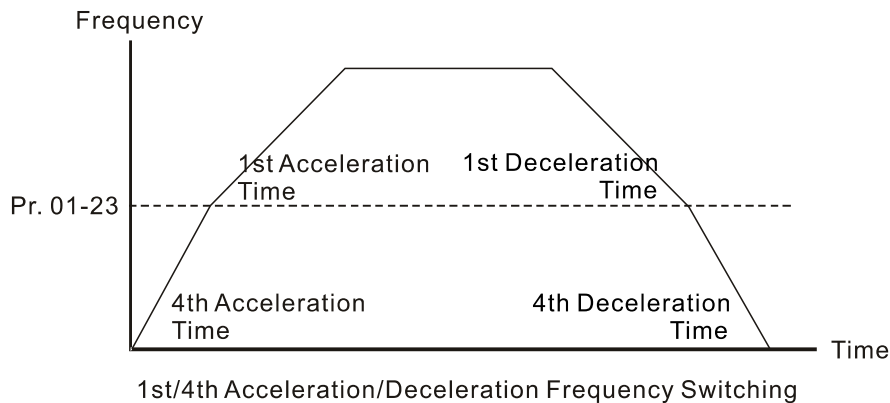 Frequency
1st Acceleration
Time
1st Deceleration
Time
Pr. 01-23
4th Acceleration
Time
4th Deceleration
Time
Time
1st/4th Acceleration/Deceleration Frequency Switching